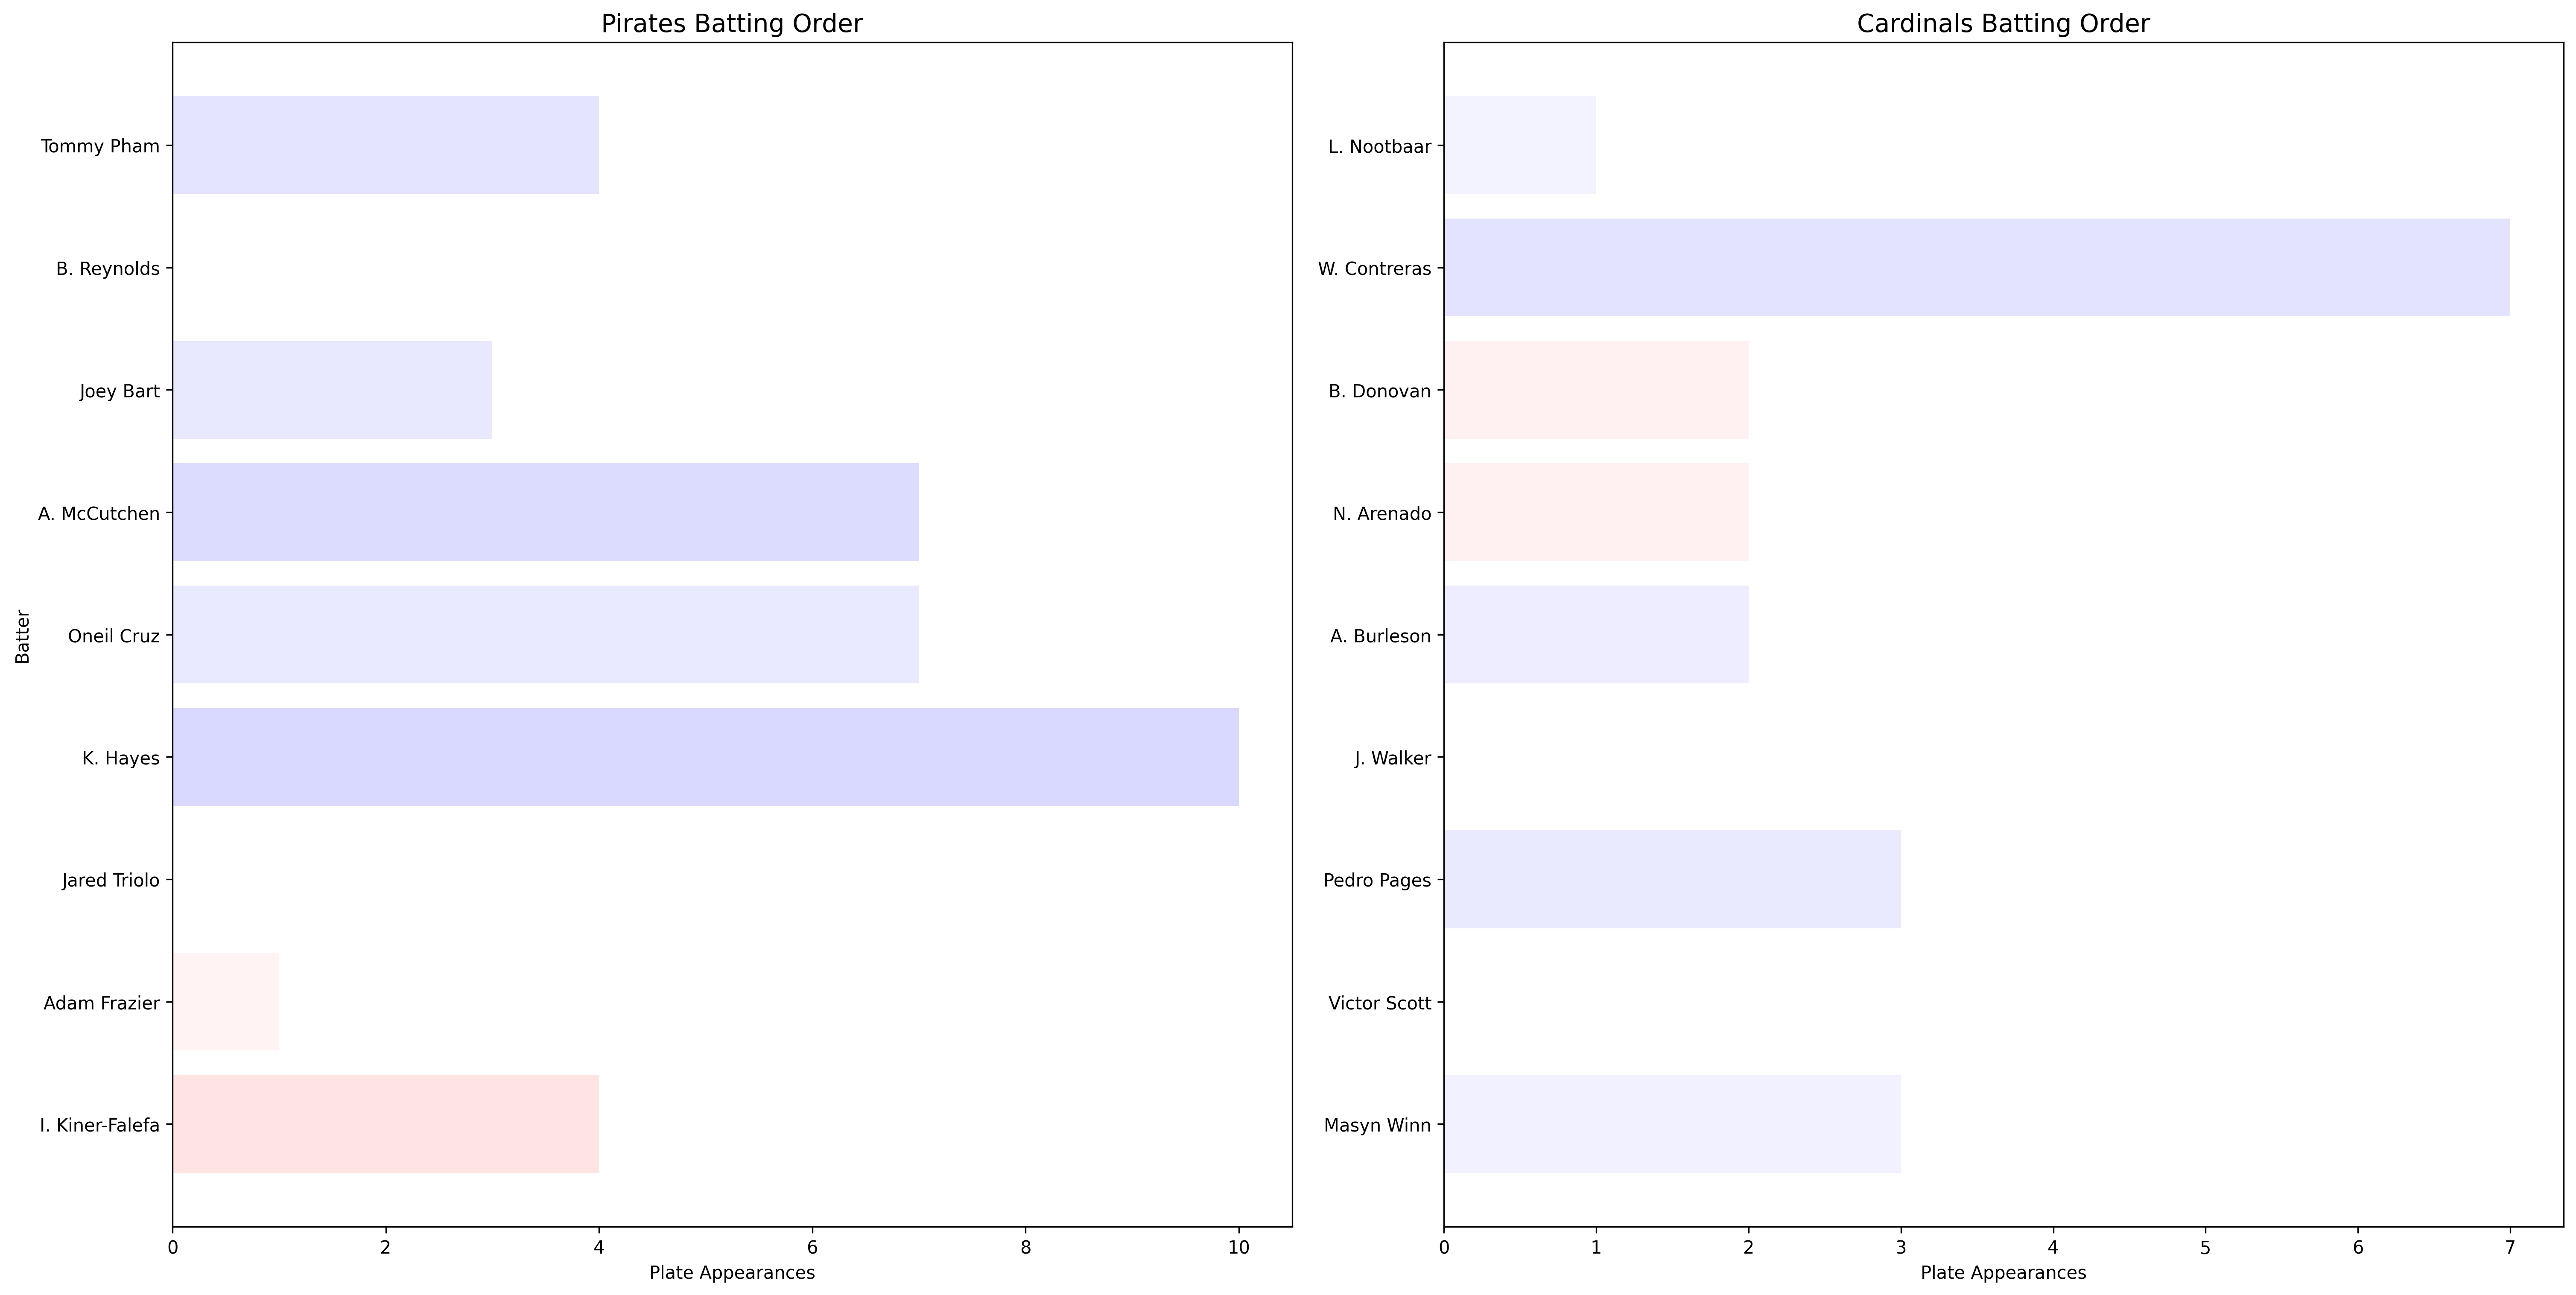 Pirates Batting Order
Batter
Tommy Pham
B. Reynolds
Joey Bart
A. McCutchen
Oneil Cruz
K. Hayes
Jared Triolo
Adam Frazier
I. Kiner-Falefa
0 2 4 6 8 10
Plate Appearances
Cardinals Batting Order
L. Nootbaar
W. Contreras
B. Donovan
N. Arenado
A. Burleson
J. Walker
Pedro Pages
Victor Scott
Masyn Winn
0 1 2 3 4 5 6 7
Plate Appearances